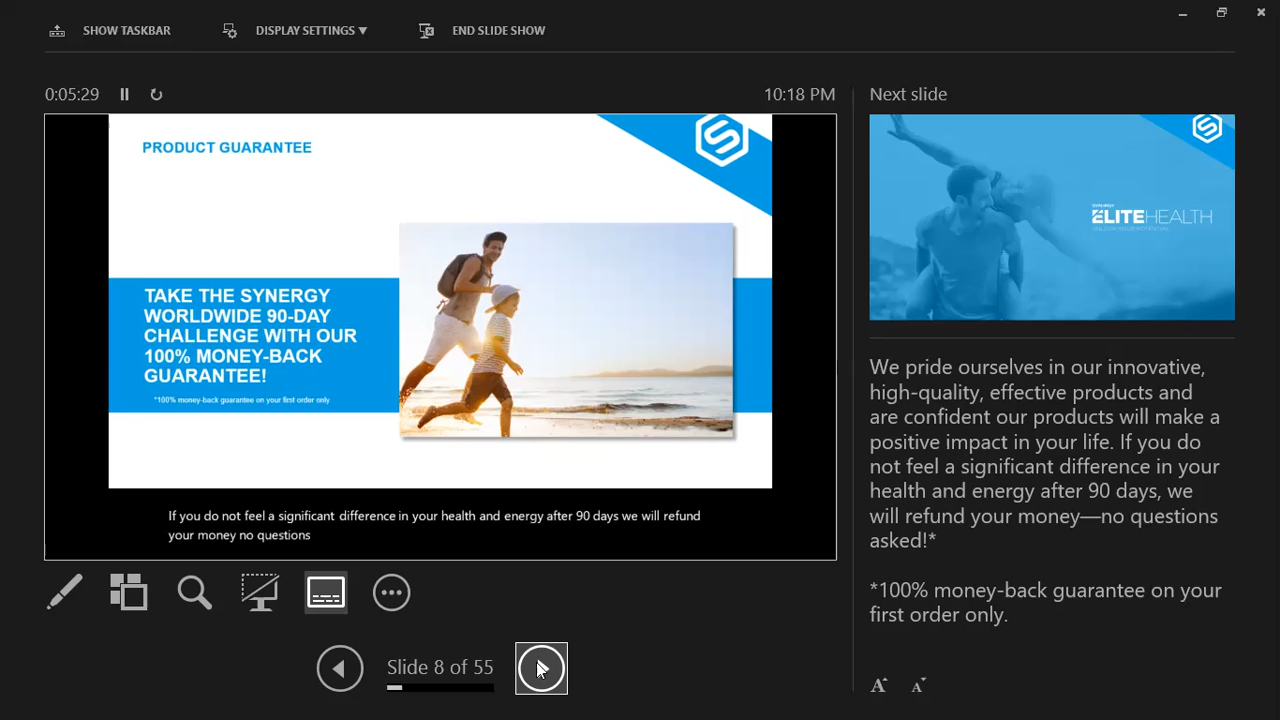 SHOW TASKBAR
DISPLAY SETTINGS ▼
END SLIDE SHOW
0:05:29
10:18 PM
PRODUCT GUARANTEE
TAKE THE SYNERGY
WORLDWIDE 90-DAY
CHALLENGE WITH OUR
100% MONEY-BACK
GUARANTEE!
*100% money-back guarantee on your first order only
If you do not feel a significant difference in your health and energy after 90 days we will refund
your money no questions
Slide 8 of 55
Next slide
SYNERGY
ELITEHEALTH
We pride ourselves in our innovative,
high-quality, effective products and
are confident our products will make a
positive impact in your life. If you do
not feel a significant difference in your
health and energy after 90 days, we
will refund your money—no questions
asked!*
*100% money-back guarantee on your
first order only.
A
A